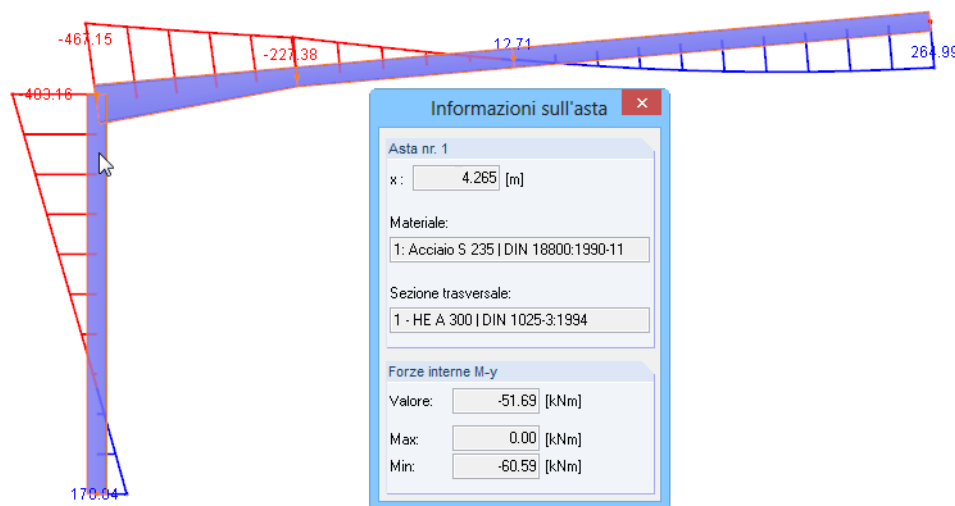 -467.15
-227.38
12.71
264.99
-403.16
Informazioni sull'asta
Asta nr. 1
x : 4.265 [m]
Materiale:
1: Acciaio S 235 | DIN 18800:1990-11
Sezione trasversale:
1 - HE A 300 | DIN 1025-3:1994
Forze interne M-y
Valore: -51.69 [kNm]
Max: 0.00 [kNm]
Min: -60.59 [kNm]